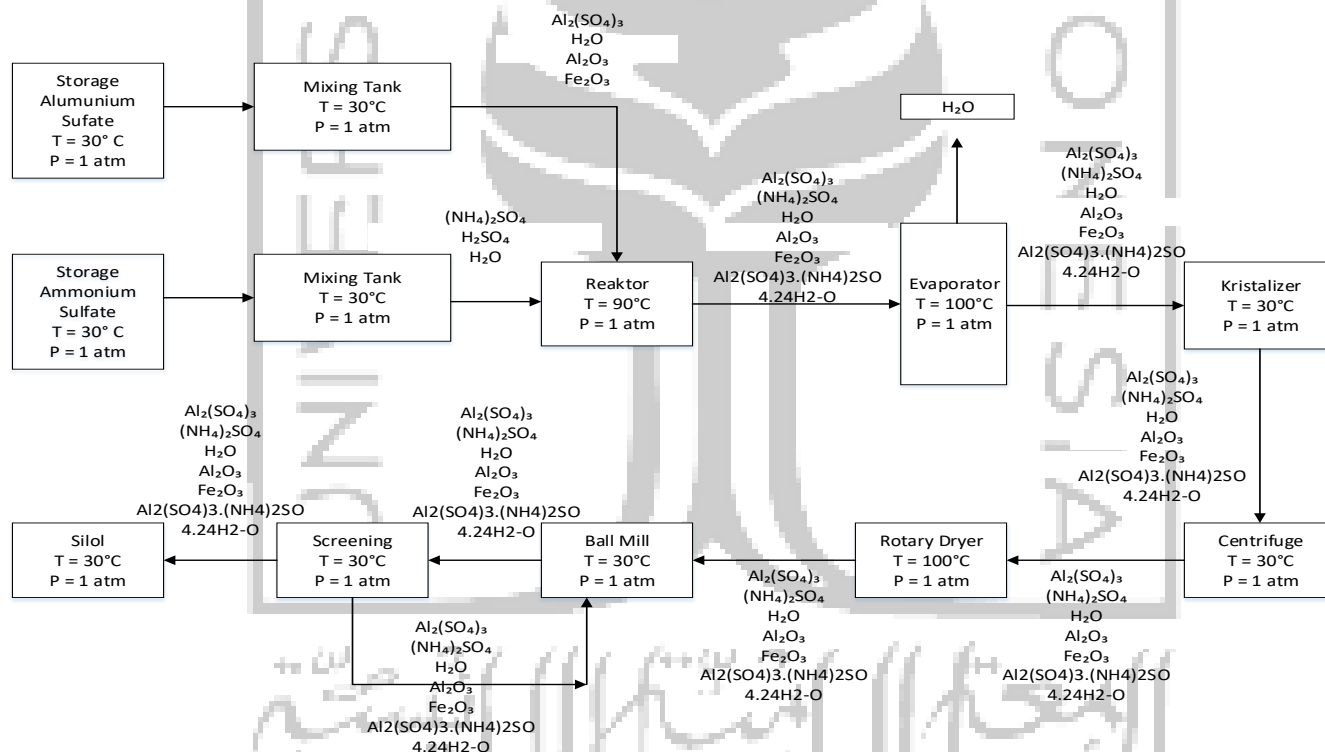 Al₂(SO₄)₃
H₂O
Al₂O₃
Fe₂O₃
Storage
Alumunium
Sufate
T = 30° C
P = 1 atm
Mixing Tank
T = 30°C
P = 1 atm
H₂O
Al₂(SO₄)₃
(NH₄)₂SO₄
H₂O
Al₂O₃
Fe₂O₃
Al2(SO4)3.(NH4)2SO
4.24H2-O
Al₂(SO₄)₃
(NH₄)₂SO₄
H₂O
Al₂O₃
Fe₂O₃
Al2(SO4)3.(NH4)2SO
4.24H2-O
(NH₄)₂SO₄
H₂SO₄
H₂O
Storage
Ammonium
Sulfate
T = 30° C
P = 1 atm
Mixing Tank
T = 30°C
P = 1 atm
Reaktor
T = 90°C
P = 1 atm
Evaporator
T = 100°C
P = 1 atm
Kristalizer
T = 30°C
P = 1 atm
Al₂(SO₄)₃
(NH₄)₂SO₄
H₂O
Al₂O₃
Fe₂O₃
Al2(SO4)3.(NH4)2SO
4.24H2-O
Al₂(SO₄)₃
(NH₄)₂SO₄
H₂O
Al₂O₃
Fe₂O₃
Al2(SO4)3.(NH4)2SO
4.24H2-O
Al₂(SO₄)₃
(NH₄)₂SO₄
H₂O
Al₂O₃
Fe₂O₃
Al2(SO4)3.(NH4)2SO
4.24H2-O
Silol
T = 30°C
P = 1 atm
Screening
T = 30°C
P = 1 atm
Ball Mill
T = 30°C
P = 1 atm
Rotary Dryer
T = 100°C
P = 1 atm
Centrifuge
T = 30°C
P = 1 atm
Al₂(SO₄)₃
(NH₄)₂SO₄
H₂O
Al₂O₃
Fe₂O₃
Al2(SO4)3.(NH4)2SO
4.24H2-O
Al₂(SO₄)₃
(NH₄)₂SO₄
H₂O
Al₂O₃
Fe₂O₃
Al2(SO4)3.(NH4)2SO
4.24H2-O
Al₂(SO₄)₃
(NH₄)₂SO₄
H₂O
Al₂O₃
Fe₂O₃
Al2(SO4)3.(NH4)2SO
4.24H2-O